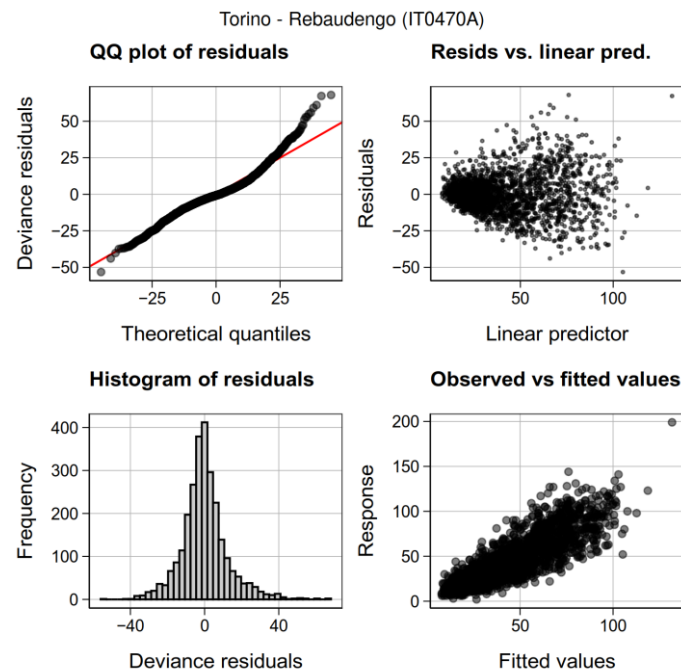 Torino - Rebaudengo (IT0470A)
QQ plot of residuals
Deviance residuals
50
25
0
−25
−50
−25
0
25
Theoretical quantiles
Resids vs. linear pred.
Residuals
50
25
0
−25
−50
50
100
Linear predictor
Histogram of residuals
Frequency
400
300
200
100
0
−40
0
40
Deviance residuals
Observed vs fitted values
Response
200
150
100
50
0
50
100
Fitted values